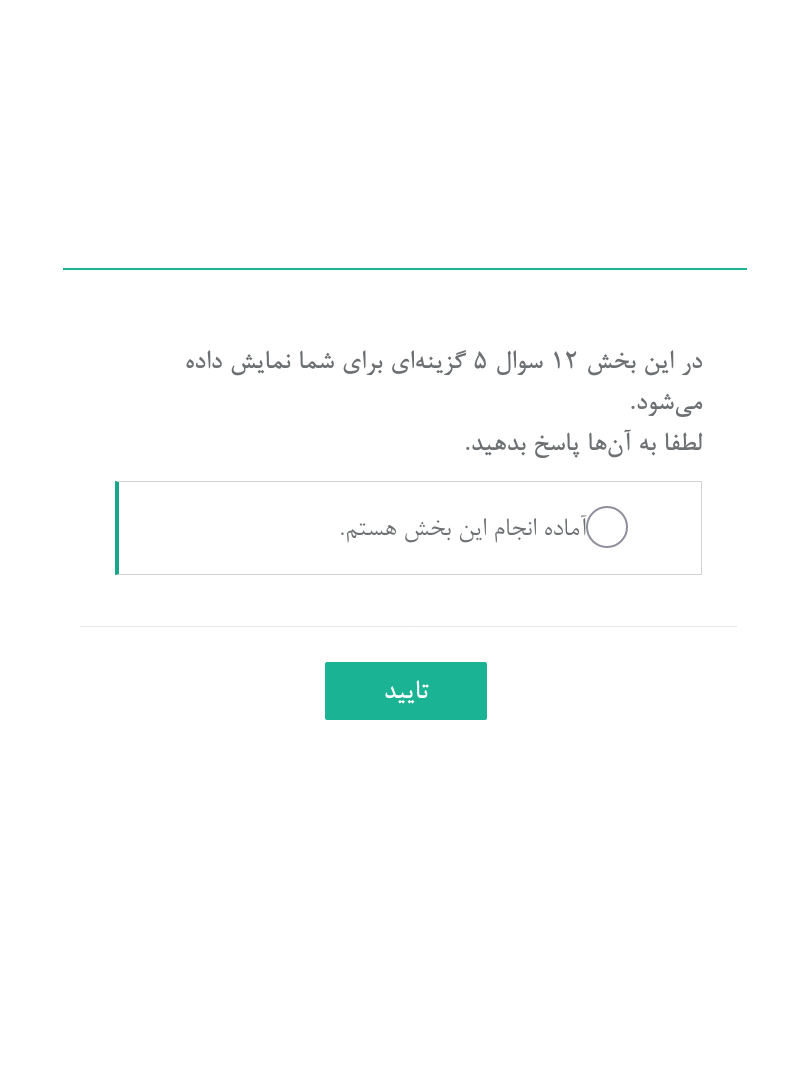 در این بخش ۱۲ سوال ۵ گزینه‌ای برای شما نمایش داده
می‌شود.
لطفا به آن‌ها پاسخ بدهید.
آماده انجام این بخش هستم.
تایید